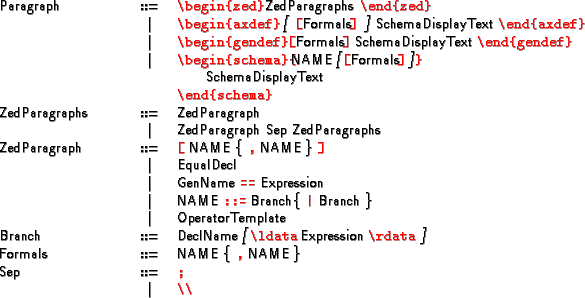 Paragraph ::= \begin{zed}ZedParagraphs \end{zed}
| \begin{axdef}[ [Formals] ] SchemaDisplayText \end{axdef}
| \begin{gendef}[Formals] SchemaDisplayText \end{gendef}
| \begin{schema}{NAME[[Formals]]}
SchemaDisplayText
\end{schema}
ZedParagraphs ::= ZedParagraph
| ZedParagraph Sep ZedParagraphs
ZedParagraph ::= [ NAME { , NAME } ]
| EqualDecl
| GenName == Expression
| NAME ::= Branch{ | Branch }
| OperatorTemplate
Branch ::= DeclName [\ldata Expression \rdata ]
Formals ::= NAME { , NAME }
Sep ::= ;
| \\